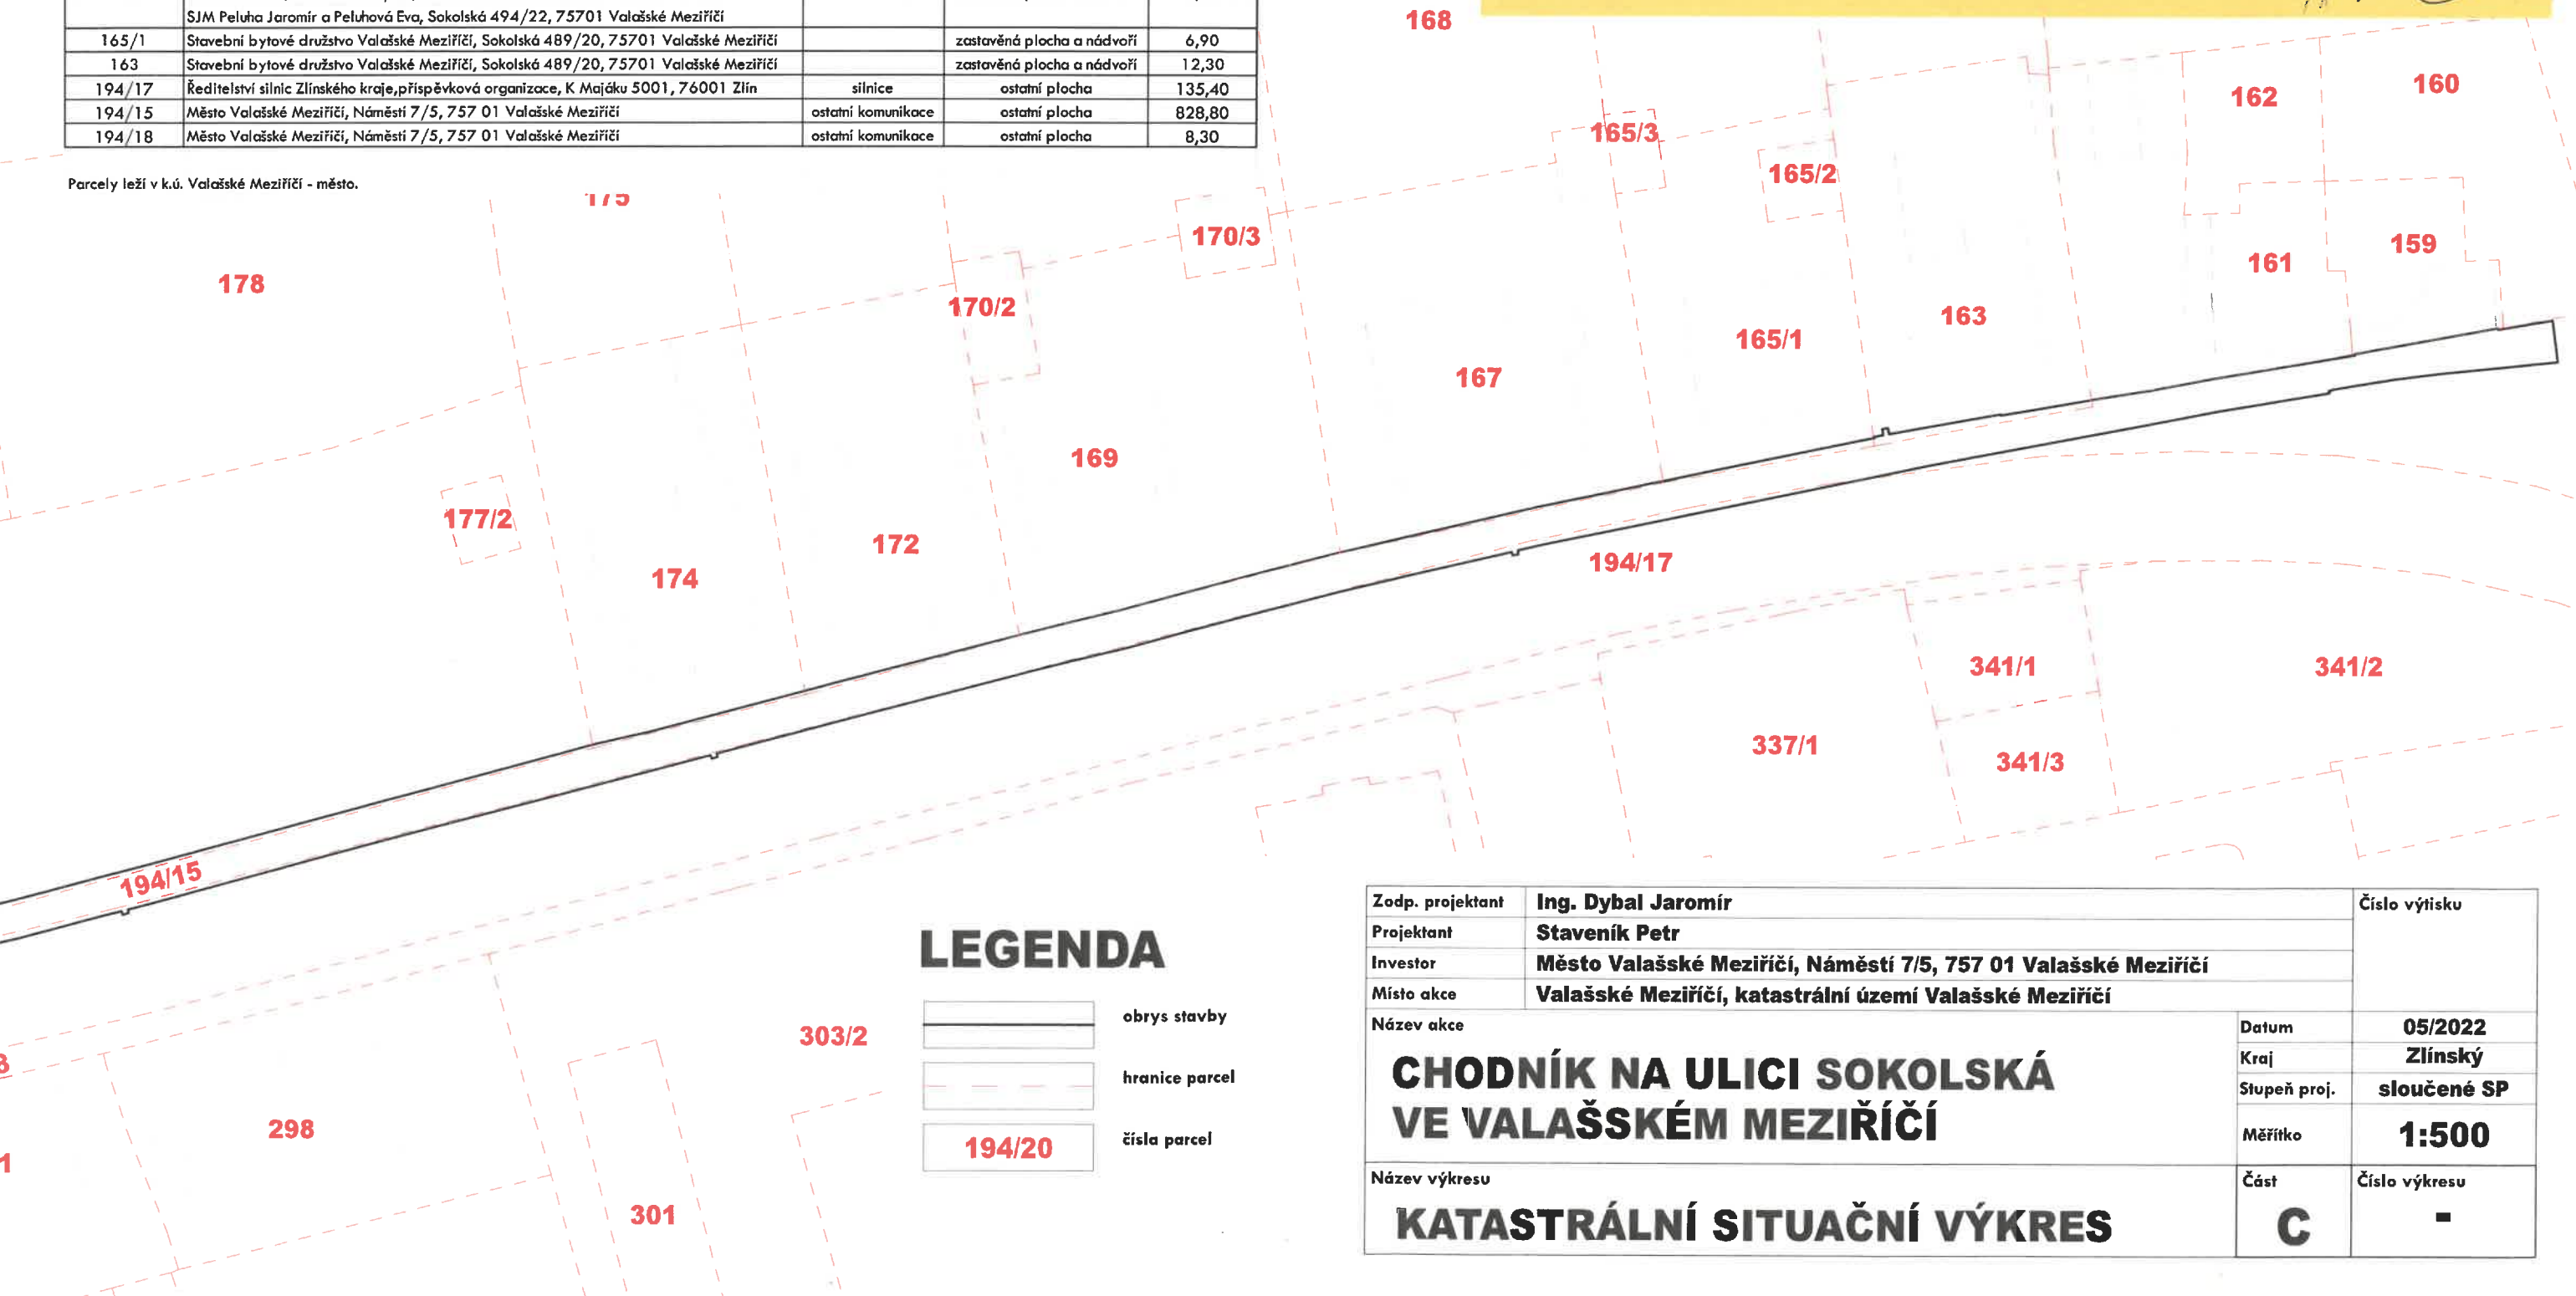 SJM Peluha Jaromír a Peluhová Eva, Sokolská 494/22, 75701 Valašské Meziříčí
165/1 Stavební bytové družstvo Valašské Meziříčí, Sokolská 489/20, 75701 Valašské Meziříčí zastavěná plocha a nádvoří 6,90
163 Stavební bytové družstvo Valašské Meziříčí, Sokolská 489/20, 75701 Valašské Meziříčí zastavěná plocha a nádvoří 12,30
194/17 Ředitelství silnic Zlínského kraje,příspěvková organizace, K Majáku 5001, 76001 Zlín silnice ostatní plocha 135,40
194/15 Město Valašské Meziříčí, Náměstí 7/5, 757 01 Valašské Meziříčí ostatní komunikace ostatní plocha 828,80
194/18 Město Valašské Meziříčí, Náměstí 7/5, 757 01 Valašské Meziříčí ostatní komunikace ostatní plocha 8,30
Parcely leží v k.ú. Valašské Meziříčí - město.
168
160
162
165/3
165/2
175
170/3
159
161
178
170/2
163
165/1
167
169
177/2
172
194/17
174
341/1
341/2
337/1
341/3
194/15
303/2
298
301
1
LEGENDA
obrys stavby
hranice parcel
194/20 čísla parcel
Zodp. projektant Ing. Dybal Jaromír
Číslo výtisku
Projektant Staveník Petr
Investor Město Valašské Meziříčí, Náměstí 7/5, 757 01 Valašské Meziříčí
Místo akce Valašské Meziříčí, katastrální území Valašské Meziříčí
Název akce
CHODNÍK NA ULICI SOKOLSKÁ
VE VALAŠSKÉM MEZIŘÍČÍ
Datum 05/2022
Kraj Zlínský
Stupeň proj. sloučené SP
Měřítko 1:500
Název výkresu
KATASTRÁLNÍ SITUAČNÍ VÝKRES
Část
C
Číslo výkresu
-